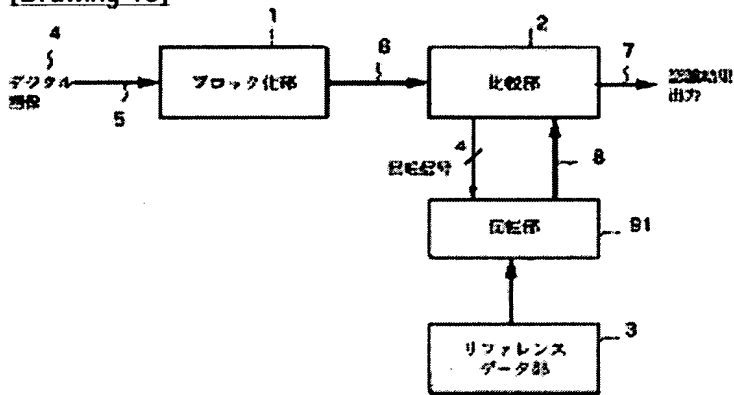 [Drawing 18]
4
デジタル
画像
5
1
ブロック化部
6
2
比較部
7
認識結果
出力
4
回転記号
8
回転部
91
リファレンス
データ部
3